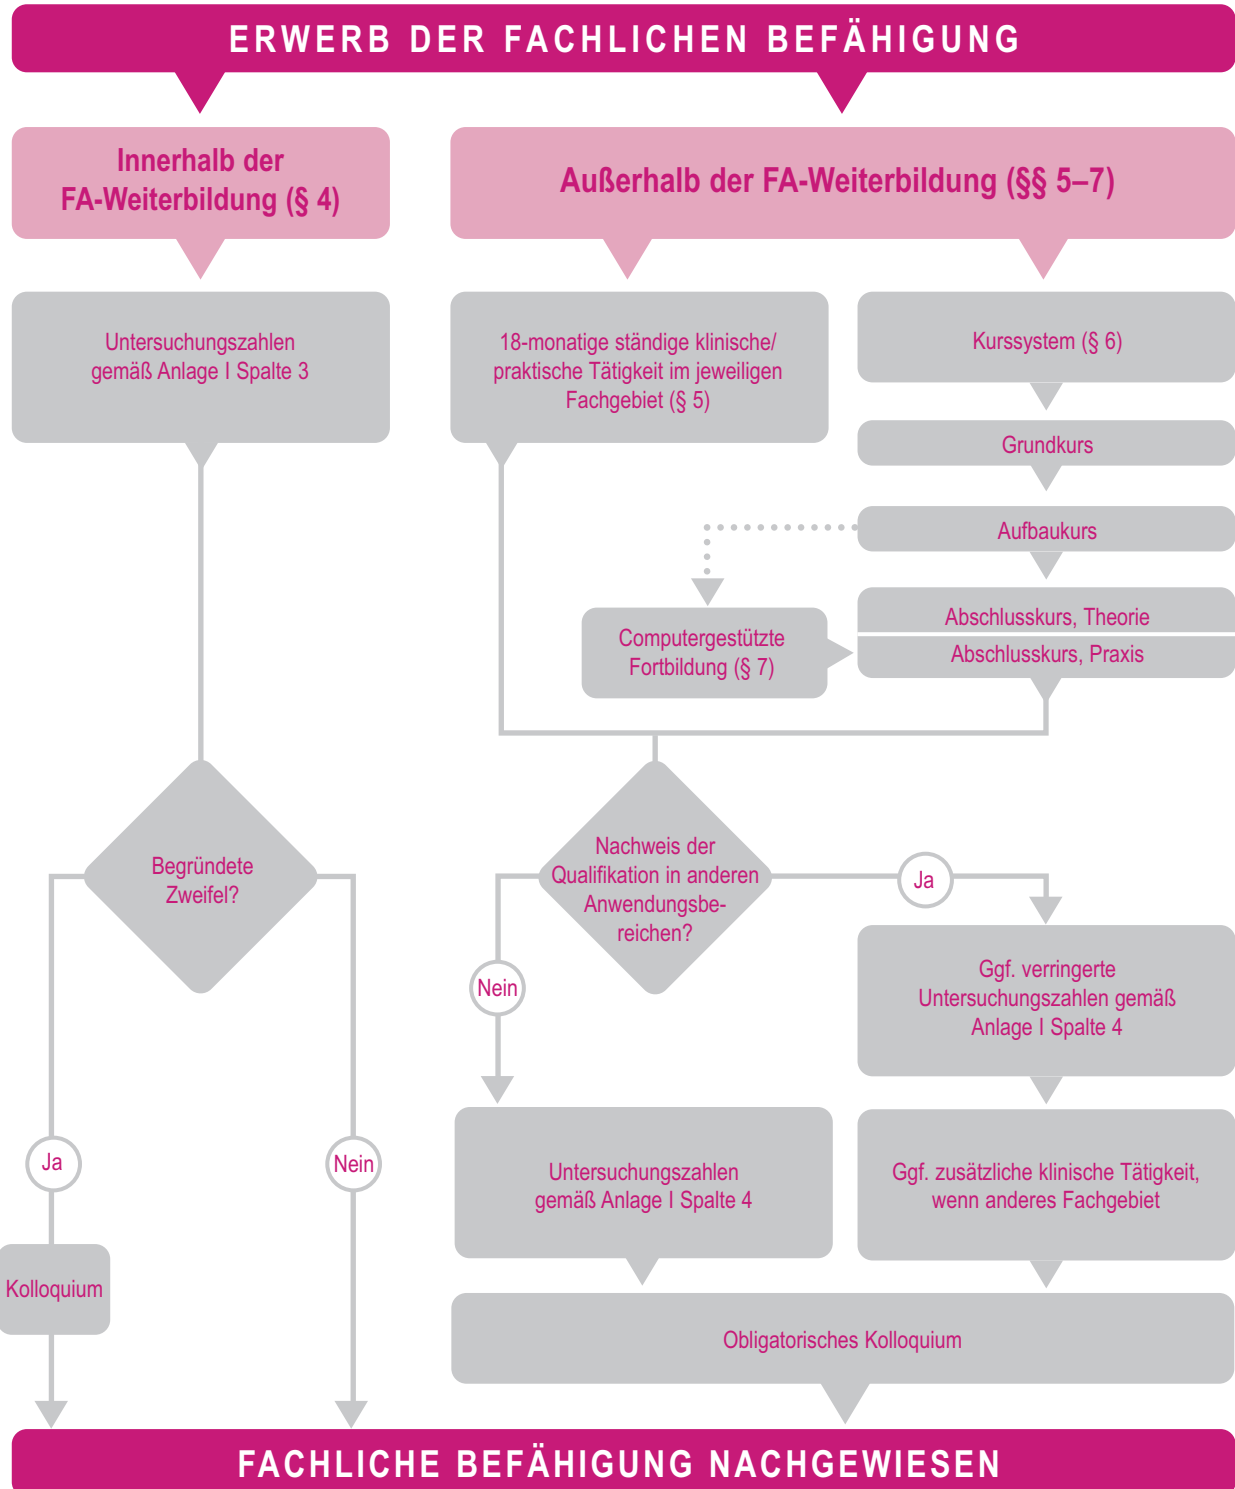 ERWERB DER FACHLICHEN BEFÄHIGUNG
Innerhalb der
FA-Weiterbildung (§ 4)
Außerhalb der FA-Weiterbildung (§§ 5–7)
Untersuchungszahlen
gemäß Anlage I Spalte 3
18-monatige ständige klinische/
praktische Tätigkeit im jeweiligen
Fachgebiet (§ 5)
Kurssystem (§ 6)
Grundkurs
Aufbaukurs
Computergestützte
Fortbildung (§ 7)
Abschlusskurs, Theorie
Abschlusskurs, Praxis
Begründete
Zweifel?
Nachweis der
Qualifikation in anderen
Anwendungsbe-
reichen?
Ja
Nein
Ggf. verringerte
Untersuchungszahlen gemäß
Anlage I Spalte 4
Ja
Nein
Untersuchungszahlen
gemäß Anlage I Spalte 4
Ggf. zusätzliche klinische Tätigkeit,
wenn anderes Fachgebiet
Kolloquium
Obligatorisches Kolloquium
FACHLICHE BEFÄHIGUNG NACHGEWIESEN